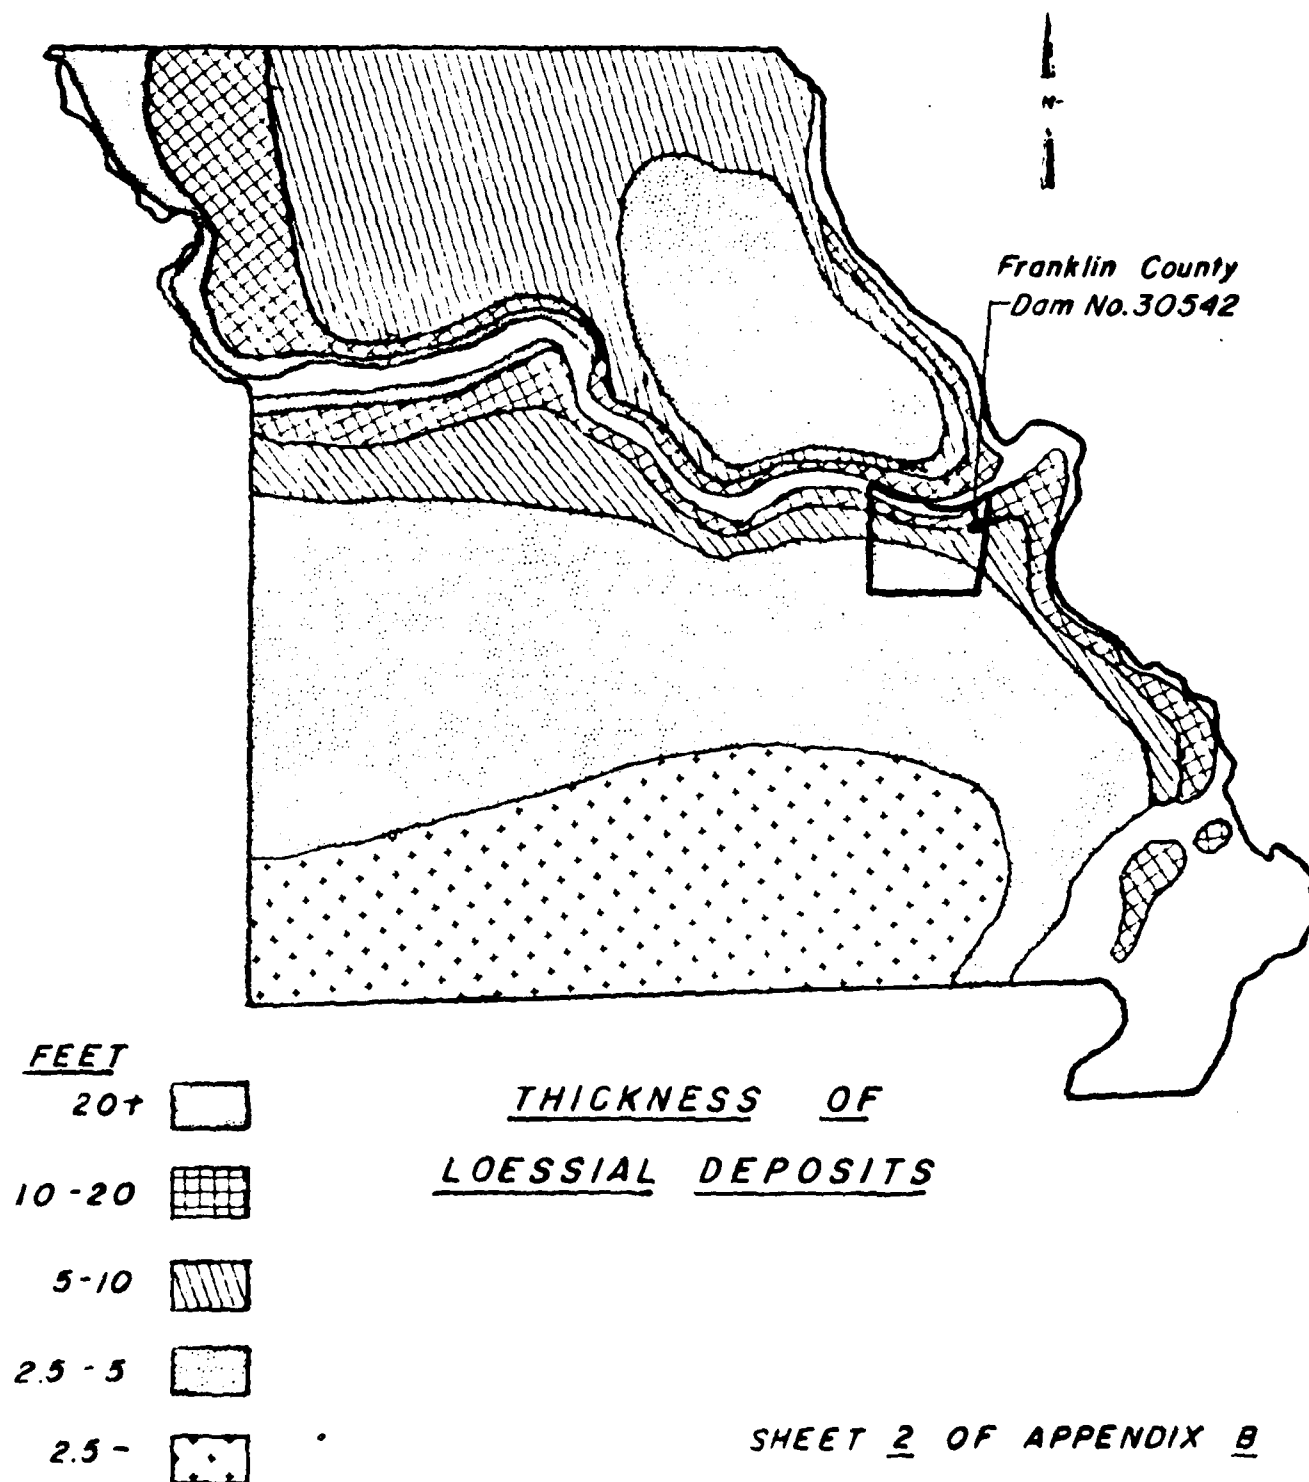 N
Franklin County
Dam No. 30542
FEET
20+
10-20
5-10
2.5-5
2.5-
THICKNESS OF
LOESSIAL DEPOSITS
SHEET 2 OF APPENDIX B